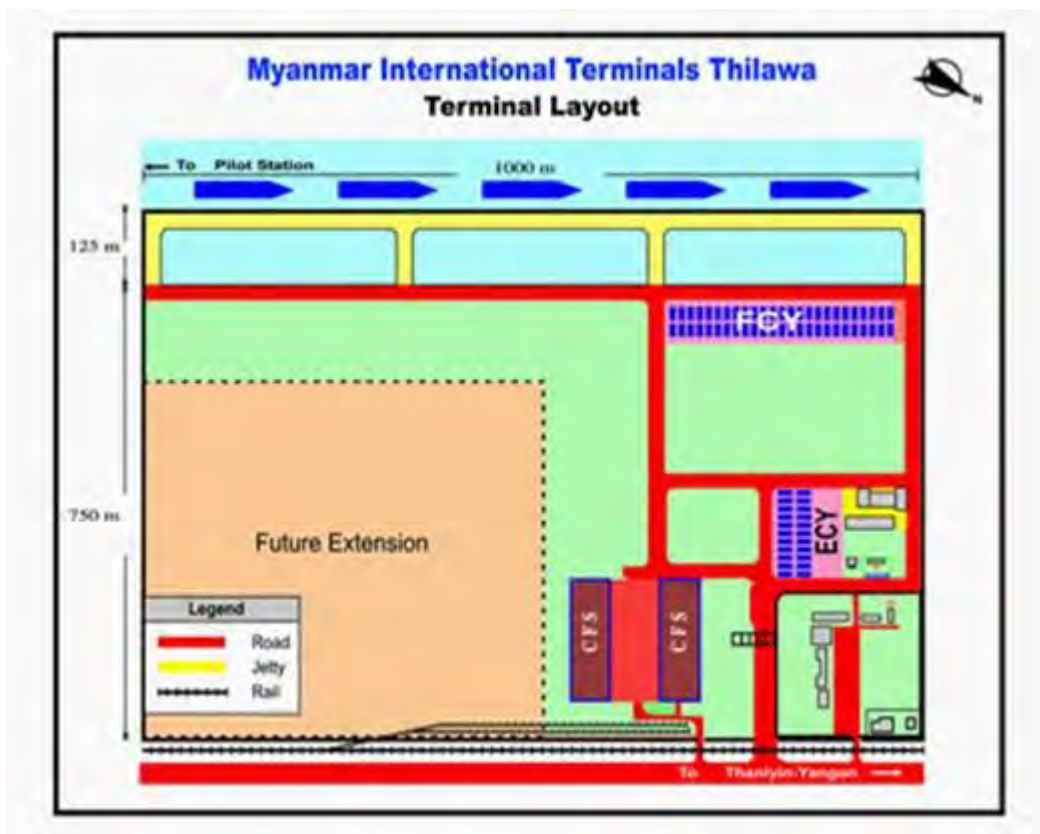 Myanmar International Terminals Thilawa
Terminal Layout
N
To Pilot Station
1000 m
125 m
FCY
750 m
ECY
Future Extension
CFS
CFS
Legend
Road
Jetty
Rail
To Thanlyin-Yangon